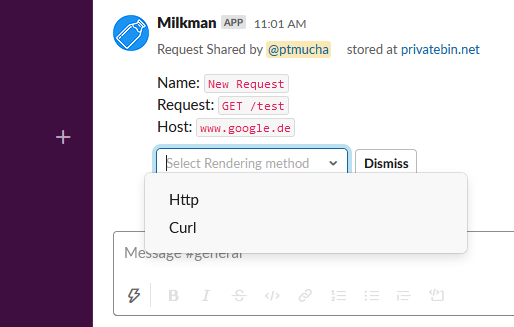 Milkman APP 11:01 AM
Request Shared by @ptmucha stored at privatebin.net
Name: New Request
Request: GET /test
Host: www.google.de
Select Rendering method Dismiss
Http
Curl
Message #general
B I S </>